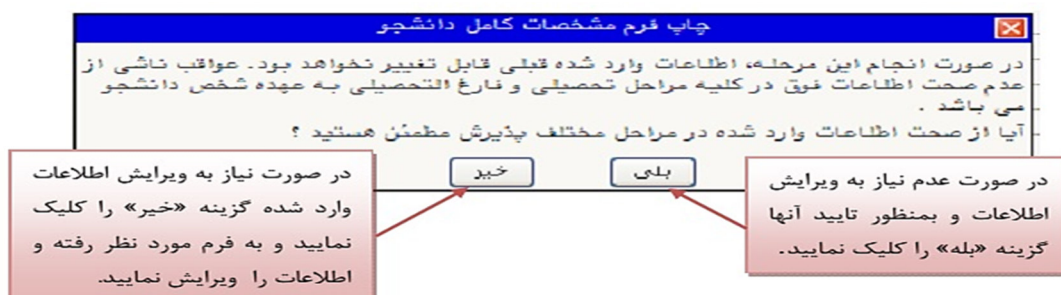 چاپ فرم مشخصات کامل دانشجو
در صورت انجام این مرحله، اطلاعات وارد شده قبلی قابل تغییر نخواهد بود. عواقب ناشی از
عدم صحت اطلاعات فوق در کلیه مراحل تحصیلی و فارغ التحصیلی به عهده شخص دانشجو
می باشد .
آیا از صحت اطلاعات وارد شده در مراحل مختلف پذیرش مطمئن هستید ؟
بلی
خیر
در صورت عدم نیاز به ویرایش
اطلاعات و بمنظور تایید آنها
گزینه «بله» را کلیک نمایید.
در صورت نیاز به ویرایش اطلاعات
وارد شده گزینه «خیر» را کلیک
نمایید و به فرم مورد نظر رفته و
اطلاعات را ویرایش نمایید.